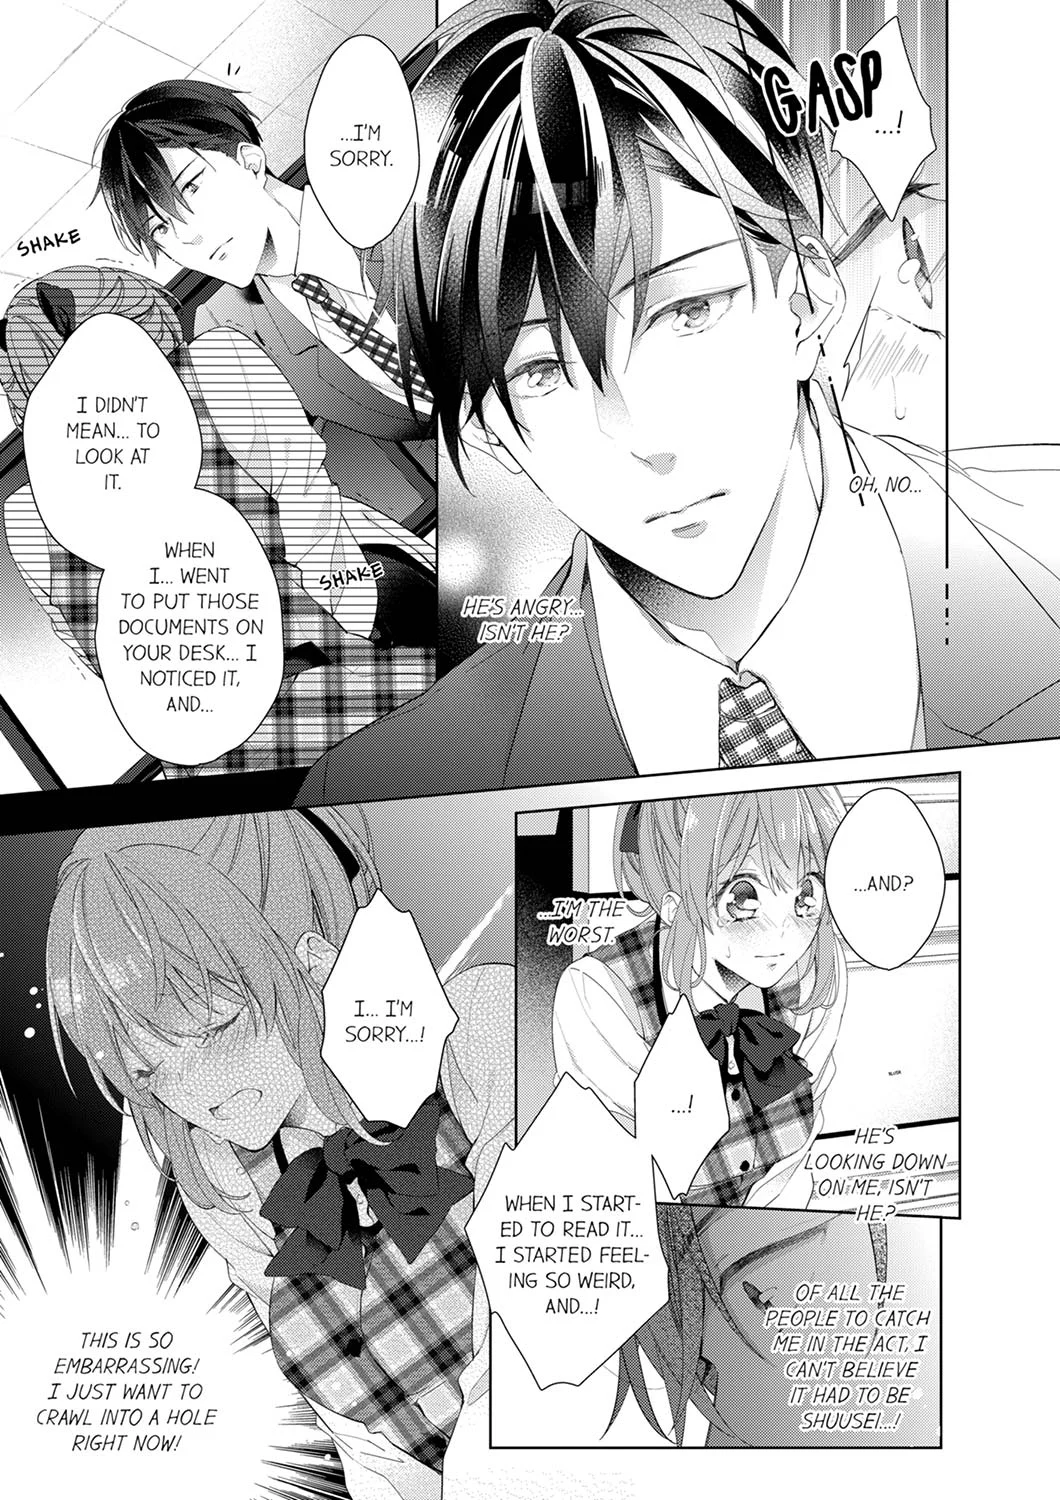 GASP
...!
OH, NO...
HE'S ANGRY...
ISN'T HE?
...I'M
SORRY.
SHAKE
I DIDN'T
MEAN... TO
LOOK AT
IT.
WHEN
I... WENT
TO PUT THOSE
DOCUMENTS ON
YOUR DESK... I
NOTICED IT,
AND...
SHAKE
...AND?
...I'M THE
WORST.
BLUSH
...!
HE'S
LOOKING DOWN
ON ME, ISN'T
HE?
WHEN I START-
ED TO READ IT...
I STARTED FEEL-
ING SO WEIRD,
AND...!
OF ALL THE
PEOPLE TO CATCH
ME IN THE ACT, I
CAN'T BELIEVE
IT HAD TO BE
SHUUSEI...!
I... I'M
SORRY...!
THIS IS SO
EMBARRASSING!
I JUST WANT TO
CRAWL INTO A HOLE
RIGHT NOW!